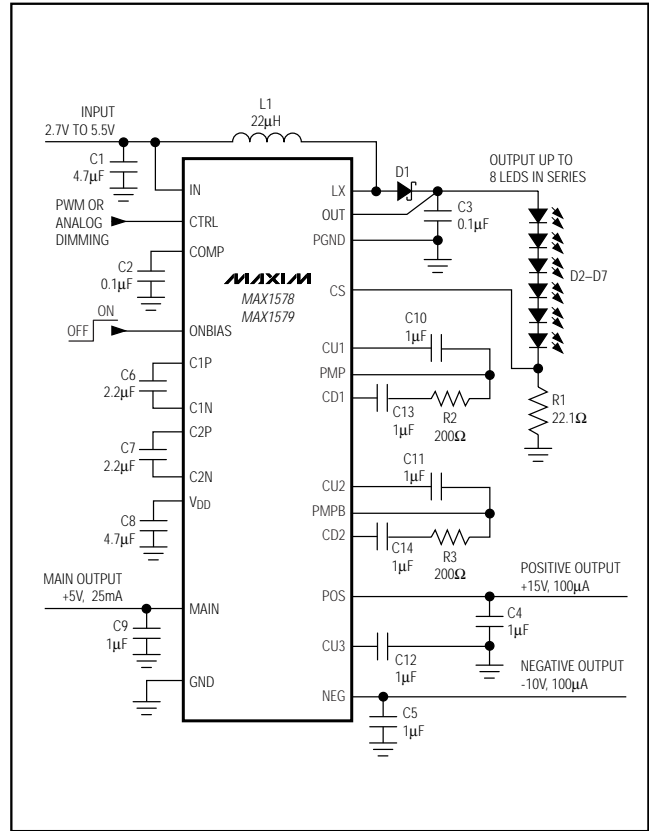 L1
22µH
INPUT
2.7V TO 5.5V
C1
4.7µF
D1
OUTPUT UP TO
8 LEDS IN SERIES
IN
LX
PWM OR
ANALOG
DIMMING
CTRL
OUT
C3
0.1µF
COMP
PGND
C2
0.1µF
MAXIM
MAX1578
MAX1579
CS
D2–D7
ON
OFF
ONBIAS
C10
1µF
CU1
PMP
CD1
C1P
C6
2.2µF
C1N
C13
1µF
R2
200Ω
R1
22.1Ω
C2P
C7
2.2µF
C2N
C11
1µF
CU2
PMPB
CD2
VDD
C8
4.7µF
C14
1µF
R3
200Ω
MAIN OUTPUT
+5V, 25mA
MAIN
POSITIVE OUTPUT
+15V, 100µA
POS
C4
1µF
C9
1µF
CU3
C12
1µF
GND
NEGATIVE OUTPUT
-10V, 100µA
NEG
C5
1µF